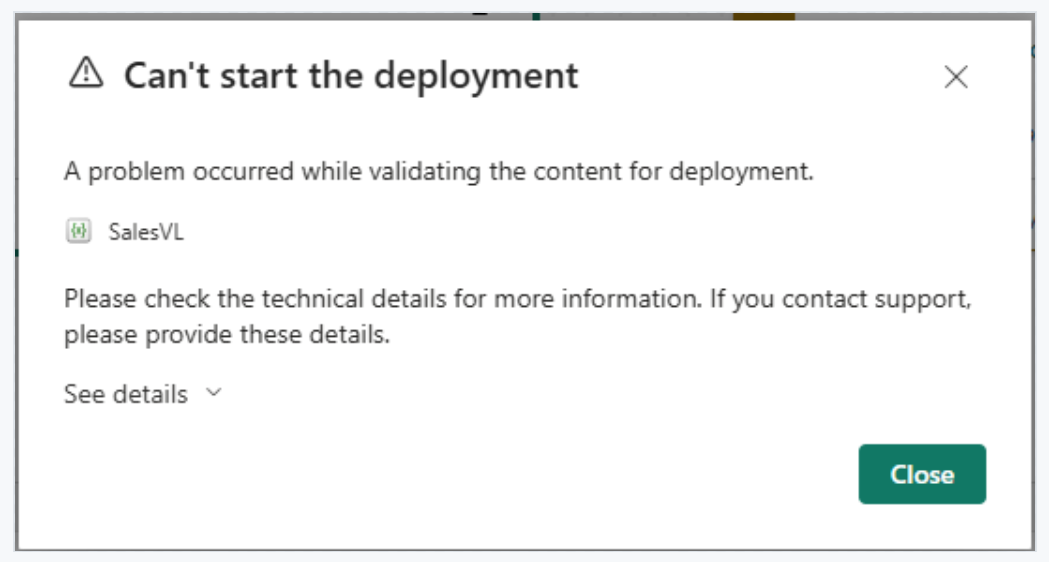 Can't start the deployment
A problem occurred while validating the content for deployment.
SalesVL
Please check the technical details for more information. If you contact support,
please provide these details.
See details
Close